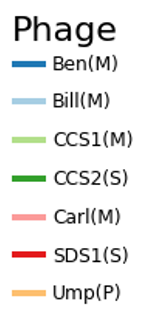 Phage
Ben(M)
Bill(M)
CCS1(M)
CCS2(S)
Carl(M)
SDS1(S)
Ump(P)